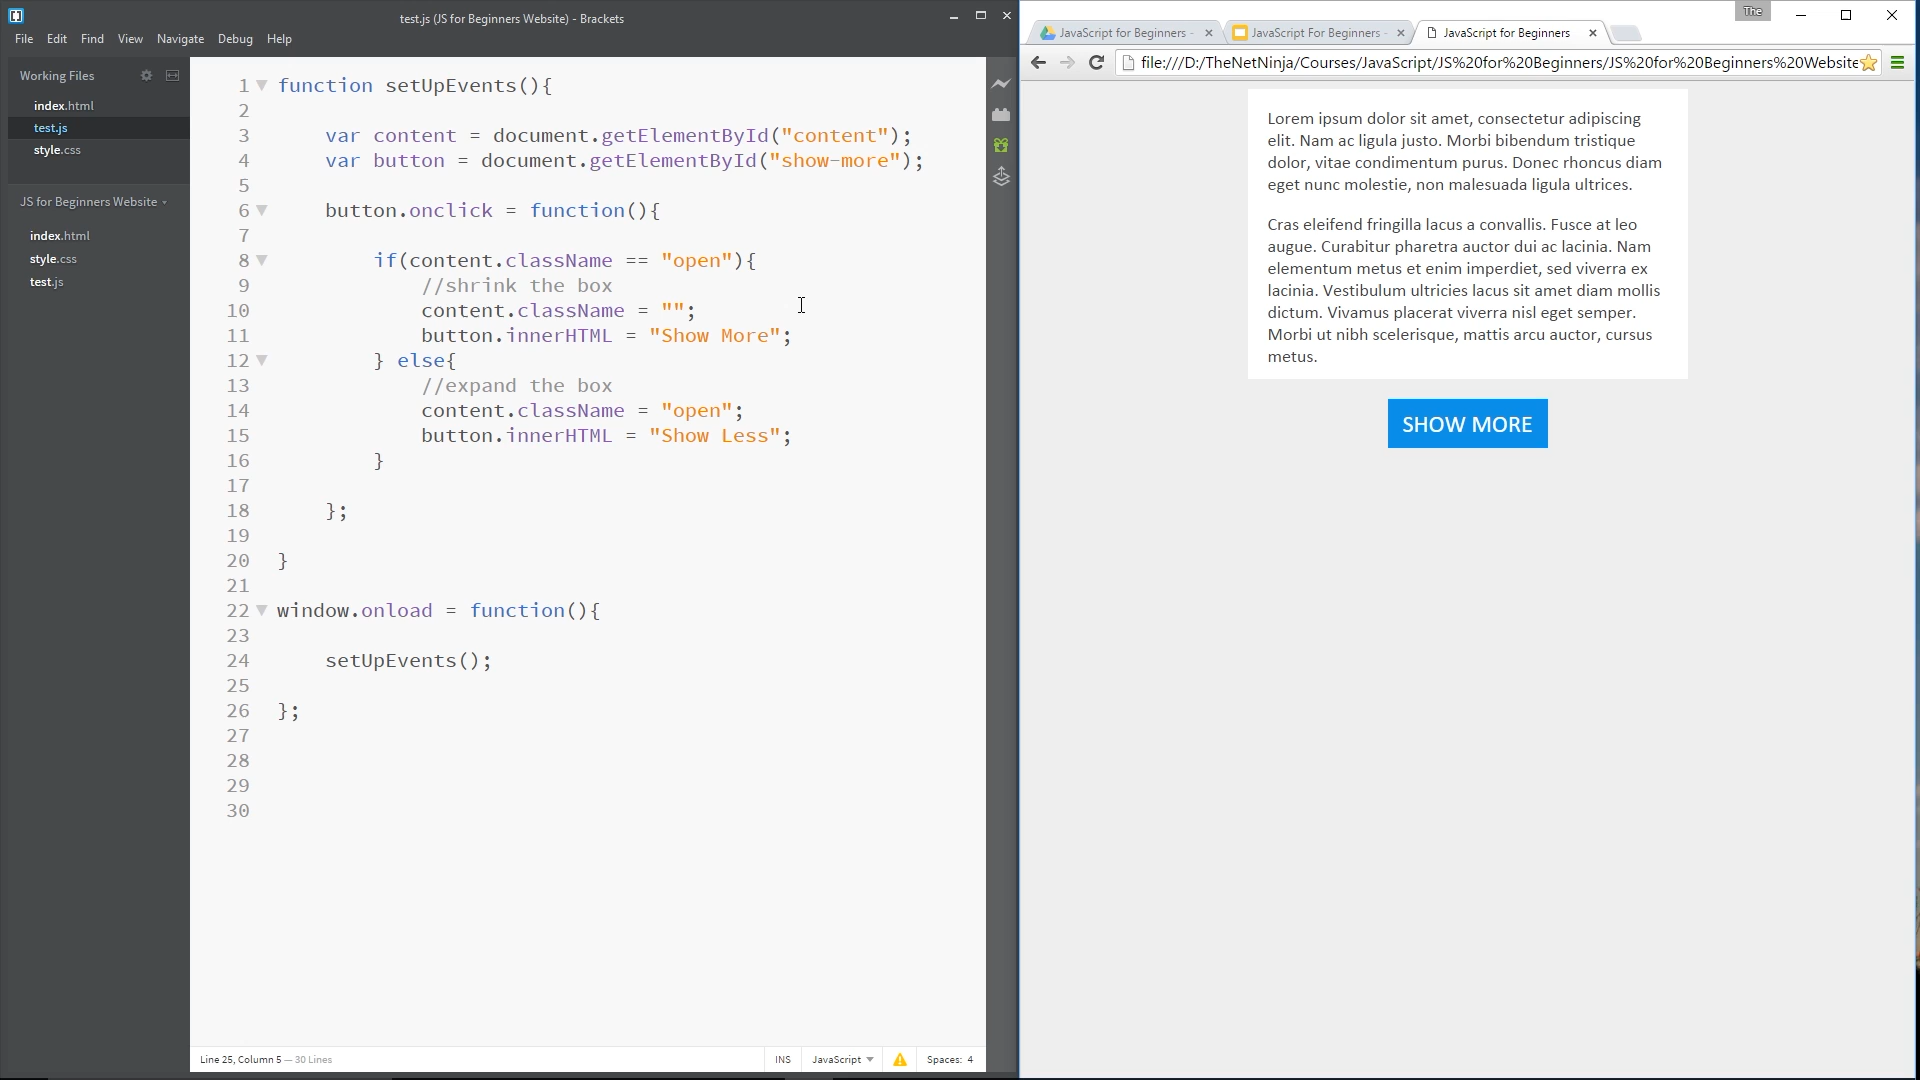 test.js (JS for Beginners Website) - Brackets
File Edit Find View Navigate Debug Help
Working Files
index.html
test.js
style.css
JS for Beginners Website
index.html
style.css
test.js
1 function setUpEvents(){
2
3 var content = document.getElementById("content");
4 var button = document.getElementById("show-more");
5
6 button.onclick = function(){
7
8 if(content.className == "open"){
9 //shrink the box
10 content.className = "";
11 button.innerHTML = "Show More";
12 } else{
13 //expand the box
14 content.className = "open";
15 button.innerHTML = "Show Less";
16 }
17
18 };
19
20 }
21
22 window.onload = function(){
23
24 setUpEvents();
25
26 };
27
28
29
30
Line 25, Column 5 — 30 Lines
INS JavaScript Spaces: 4
The
JavaScript for Beginners - JavaScript For Beginners - JavaScript for Beginners
file:///D:/TheNetNinja/Courses/JavaScript/JS%20for%20Beginners/JS%20for%20Beginners%20Website
Lorem ipsum dolor sit amet, consectetur adipiscing
elit. Nam ac ligula justo. Morbi bibendum tristique
dolor, vitae condimentum purus. Donec rhoncus diam
eget nunc molestie, non malesuada ligula ultrices.
Cras eleifend fringilla lacus a convallis. Fusce at leo
augue. Curabitur pharetra auctor dui ac lacinia. Nam
elementum metus et enim imperdiet, sed viverra ex
lacinia. Vestibulum ultricies lacus sit amet diam mollis
dictum. Vivamus placerat viverra nisl eget semper.
Morbi ut nibh scelerisque, mattis arcu auctor, cursus
metus.
SHOW MORE